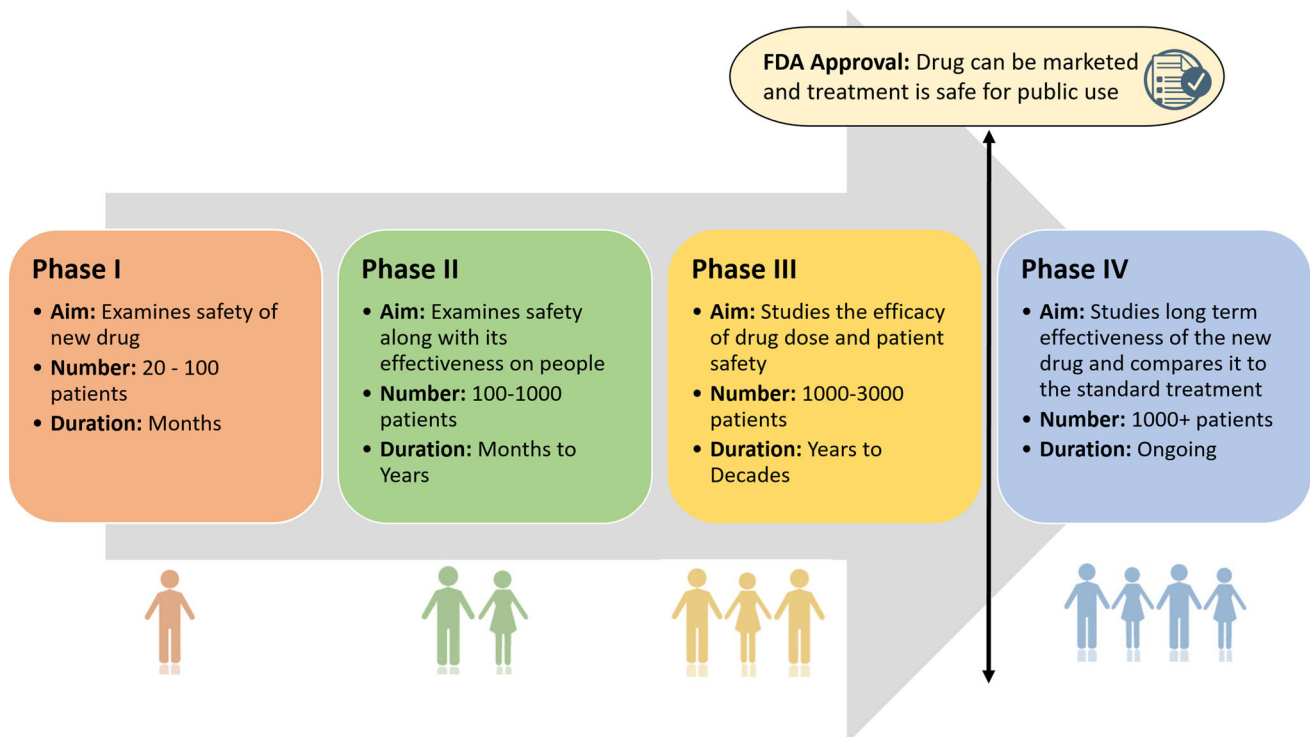 FDA Approval: Drug can be marketed
and treatment is safe for public use
Phase I
• Aim: Examines safety of
new drug
• Number: 20 - 100
patients
• Duration: Months
Phase II
• Aim: Examines safety
along with its
effectiveness on people
• Number: 100-1000
patients
• Duration: Months to
Years
Phase III
• Aim: Studies the efficacy
of drug dose and patient
safety
• Number: 1000-3000
patients
• Duration: Years to
Decades
Phase IV
• Aim: Studies long term
effectiveness of the new
drug and compares it to
the standard treatment
• Number: 1000+ patients
• Duration: Ongoing